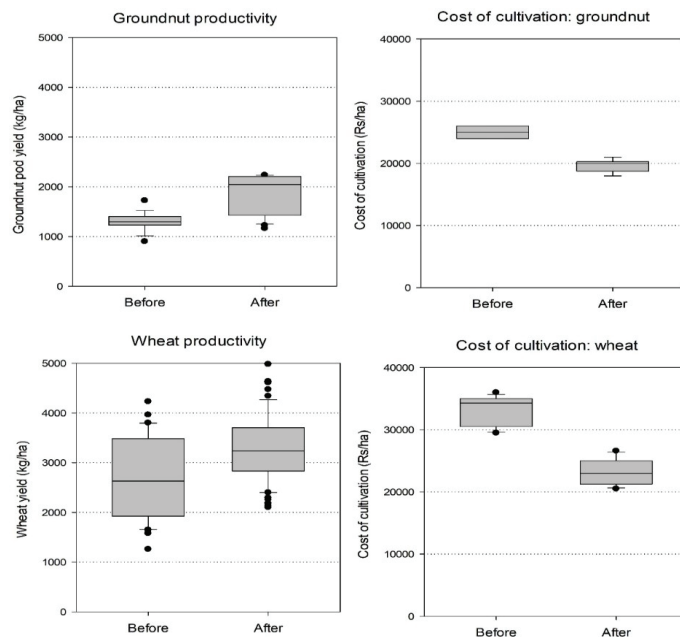 Groundnut productivity
Groundnut pod yield (kg/ha)
5000
4000
3000
2000
1000
0
Before After
Cost of cultivation: groundnut
Cost of cultivation (Rs/ha)
40000
30000
20000
10000
0
Before After
Wheat productivity
Wheat yield (kg/ha)
5000
4000
3000
2000
1000
0
Before After
Cost of cultivation: wheat
Cost of cultivation (Rs/ha)
40000
30000
20000
10000
0
Before After